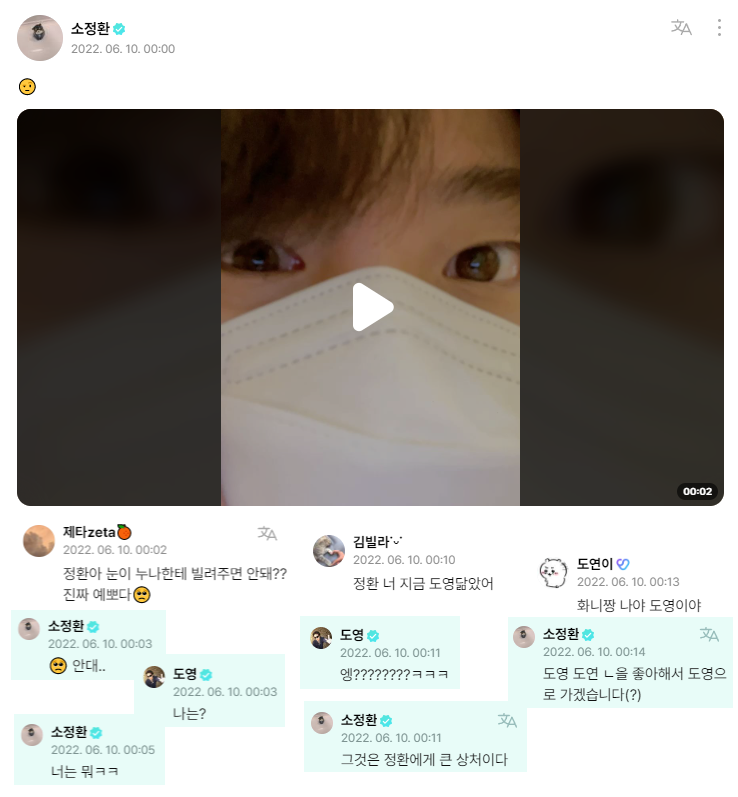 소정환
2022. 06. 10. 00:00
00:02
제타zeta
2022. 06. 10. 00:02
정환아 눈이 누나한테 빌려주면 안돼??
진짜 예뽀다
소정환
2022. 06. 10. 00:03
안대..
도영
2022. 06. 10. 00:03
나는?
소정환
2022. 06. 10. 00:05
너는 뭐ㅋㅋ
김빌라˙ᵕ˙
2022. 06. 10. 00:10
정환 너 지금 도영닮았어
도영
2022. 06. 10. 00:11
엥????????ㅋㅋㅋ
소정환
2022. 06. 10. 00:11
그것은 정환에게 큰 상처이다
도연이
2022. 06. 10. 00:13
화니짱 나야 도영이야
소정환
2022. 06. 10. 00:14
도영 도연 ㄴ을 좋아해서 도영으
로 가겠습니다(?)